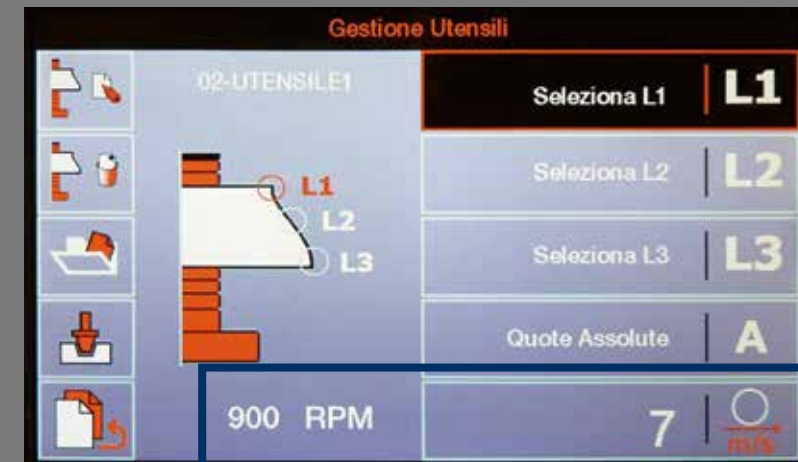 Gestione Utensili
02-UTENSILE1
Seleziona L1
L1
Seleziona L2
L2
Seleziona L3
L3
Quote Assolute
A
L1
L2
L3
900 RPM
7
m/s